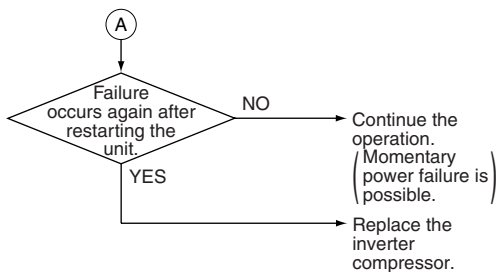 A
Failure
occurs again after
restarting the
unit.
NO
Continue the
operation.
(Momentary
power failure is
possible.)
YES
Replace the
inverter
compressor.